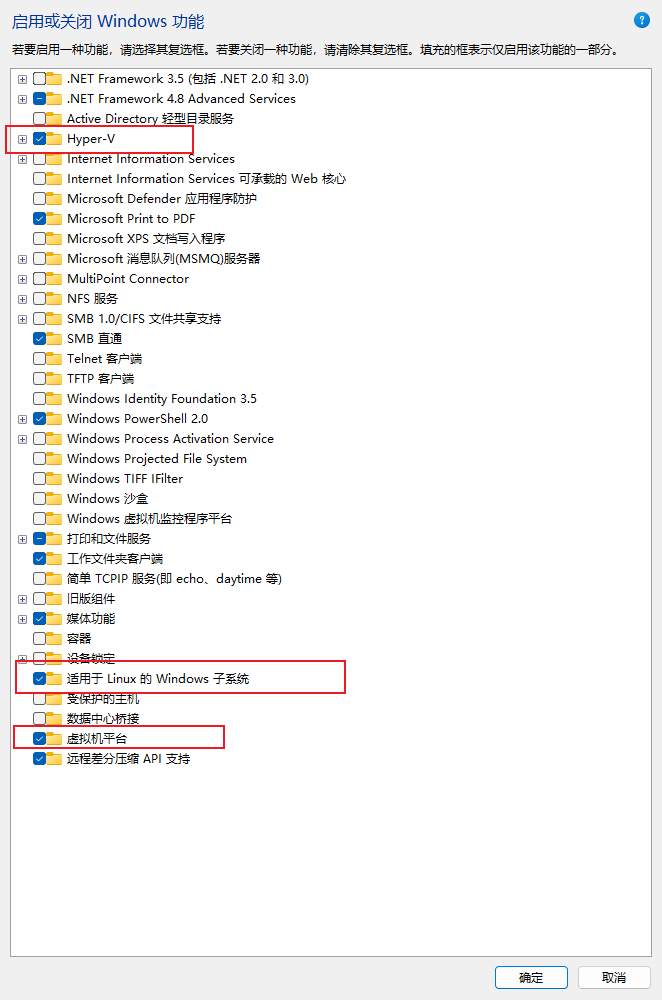 启用或关闭 Windows 功能
?
若要启用一种功能，请选择其复选框。若要关闭一种功能，请清除其复选框。填充的框表示仅启用该功能的一部分。
.NET Framework 3.5 (包括 .NET 2.0 和 3.0)
.NET Framework 4.8 Advanced Services
Active Directory 轻型目录服务
Hyper-V
Internet Information Services
Internet Information Services 可承载的 Web 核心
Microsoft Defender 应用程序防护
Microsoft Print to PDF
Microsoft XPS 文档写入程序
Microsoft 消息队列(MSMQ)服务器
MultiPoint Connector
NFS 服务
SMB 1.0/CIFS 文件共享支持
SMB 直通
Telnet 客户端
TFTP 客户端
Windows Identity Foundation 3.5
Windows PowerShell 2.0
Windows Process Activation Service
Windows Projected File System
Windows TIFF IFilter
Windows 沙盒
Windows 虚拟机监控程序平台
打印和文件服务
工作文件夹客户端
简单 TCPIP 服务(即 echo、daytime 等)
旧版组件
媒体功能
容器
设备锁定
适用于 Linux 的 Windows 子系统
受保护的主机
数据中心桥接
虚拟机平台
远程差分压缩 API 支持
确定
取消